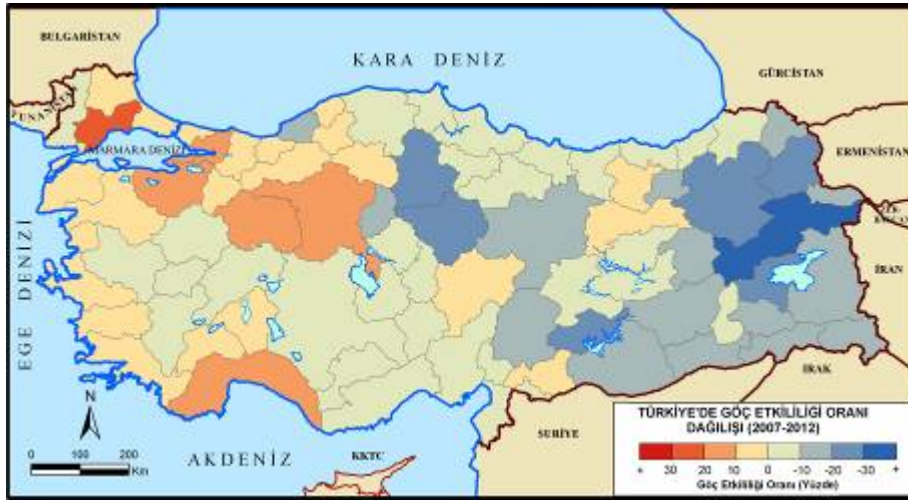 BULGARİSTAN
KARA DENİZ
GÜRCİSTAN
YUNANİSTAN
MARMARA DENİZİ
ERMENİSTAN
İRAN
EGE DENİZİ
N
0 100 200
Km
AKDENİZ
KKTC
SURİYE
IRAK
TÜRKİYE'DE GÖÇ ETKİLİLİĞİ ORANI
DAĞILIŞI (2007-2012)
+ 30 20 10 0 -10 -20 -30 +
Göç Etkililiği Oranı (Yüzde)